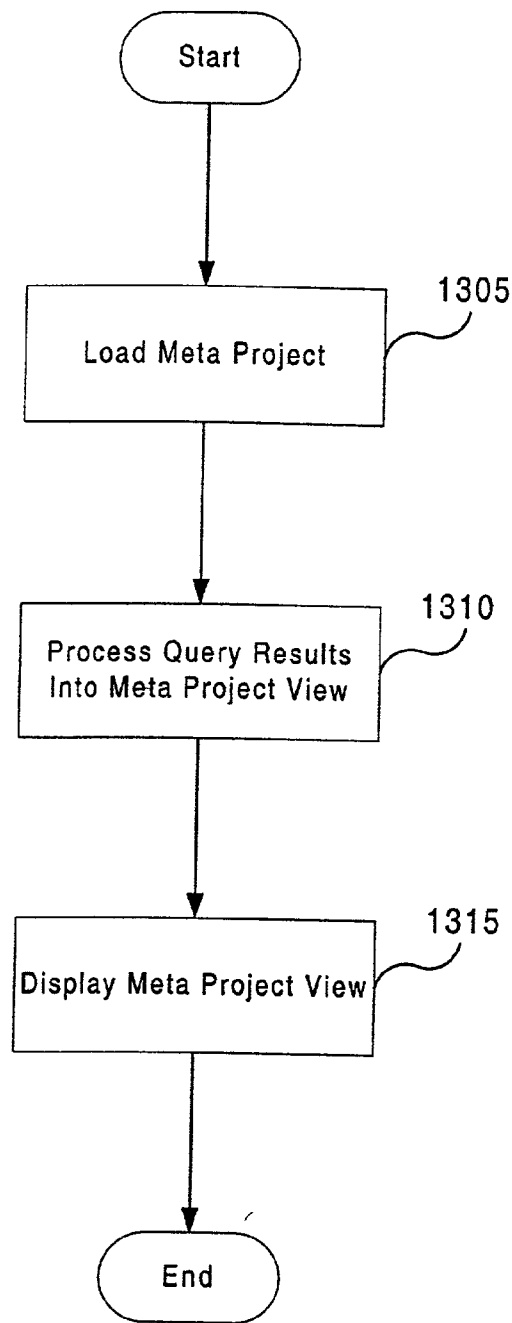 Start
1305
Load Meta Project
1310
Process Query Results
Into Meta Project View
1315
Display Meta Project View
End